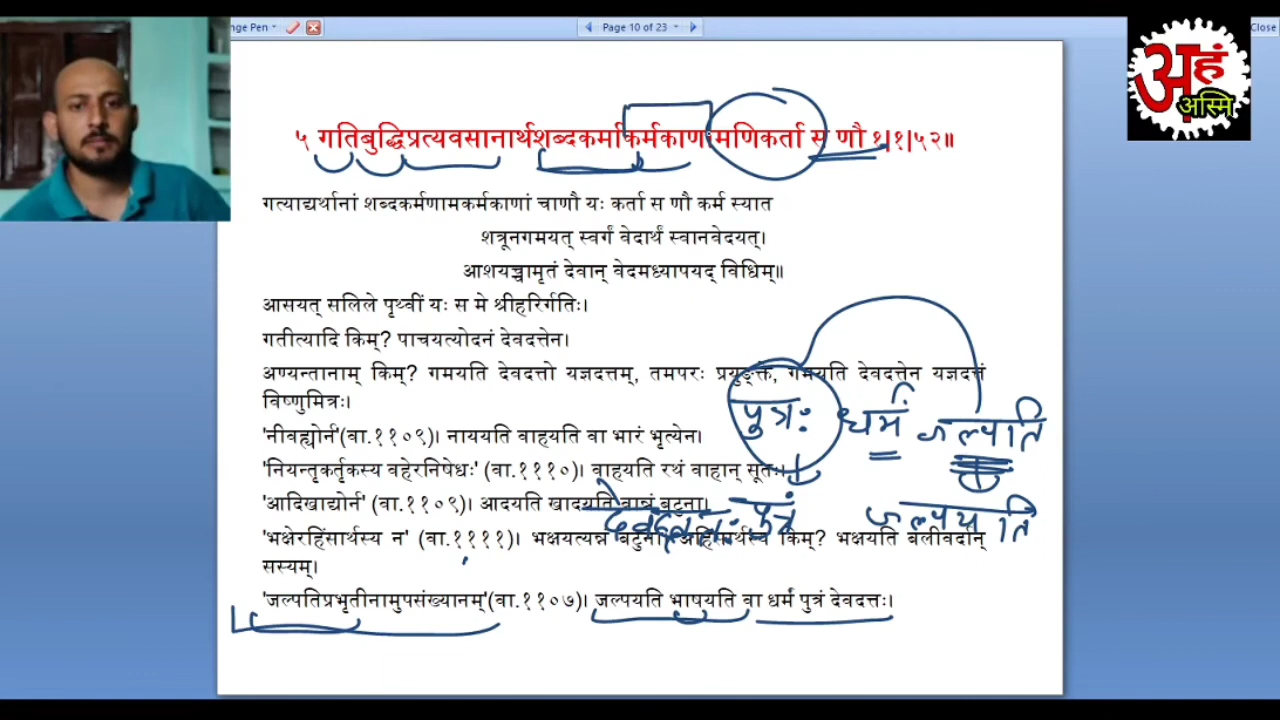 nge Pen
Page 10 of 23
Close
अहं
अस्मि
५ गतिबुद्धिप्रत्यवसानार्थशब्दकर्माकर्मकाणामणिकर्ता स णौ १|१|५२॥
गत्याद्यर्थानां शब्दकर्मणामकर्मकाणां चाणौ यः कर्ता स णौ कर्म स्यात
शत्रूनगमयत् स्वर्गं वेदार्थं स्वानवेदयत्।
आशयच्चामृतं देवान् वेदमध्यापयद् विधिम्॥
आसयत् सलिले पृथ्वीं यः स मे श्रीहरिर्गतिः।
गतीत्यादि किम्? पाचयत्योदनं देवदत्तेन।
अण्यन्तानाम् किम्? गमयति देवदत्तो यज्ञदत्तम्, तमपरः प्रयुङ्क्ते, गमयति देवदत्तेन यज्ञदत्तं
विष्णुमित्रः।
पुत्रः धर्मं जल्पति
'नीवह्योर्न'(वा.११०९)। नाययति वाहयति वा भारं भृत्येन।
'नियन्तृकर्तृकस्य वहेरनिषेधः' (वा.१११०)। वाहयति रथं वाहान् सूतः।
'आदिखाद्योर्न' (वा.११०९)। आदयति खादयति वान्नं बटुना।
देवदत्तः पुत्रं जल्पयति
'भक्षेरहिंसार्थस्य न' (वा.११११)। भक्षयत्यन्नं बटुना। अहिंसार्थस्य किम्? भक्षयति बलीवर्दान्
सस्यम्।
'जल्पतिप्रभृतीनामुपसंख्यानम्'(वा.११०७)। जल्पयति भाषयति वा धर्मं पुत्रं देवदत्तः।